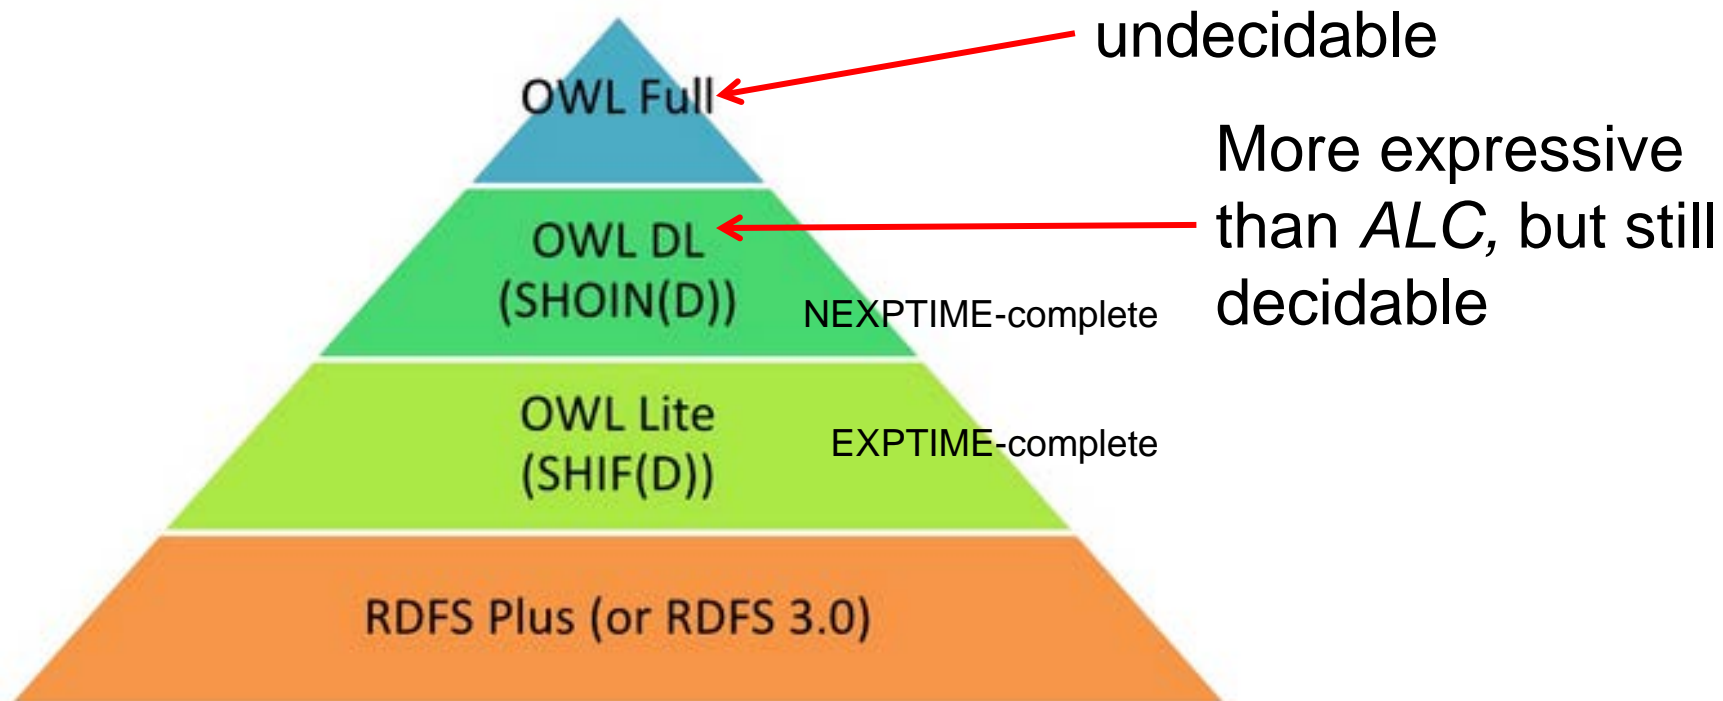 undecidable
OWL Full
More expressive
than ALC, but still
decidable
OWL DL
(SHOIN(D))
NEXPTIME-complete
OWL Lite
(SHIF(D))
EXPTIME-complete
RDFS Plus (or RDFS 3.0)